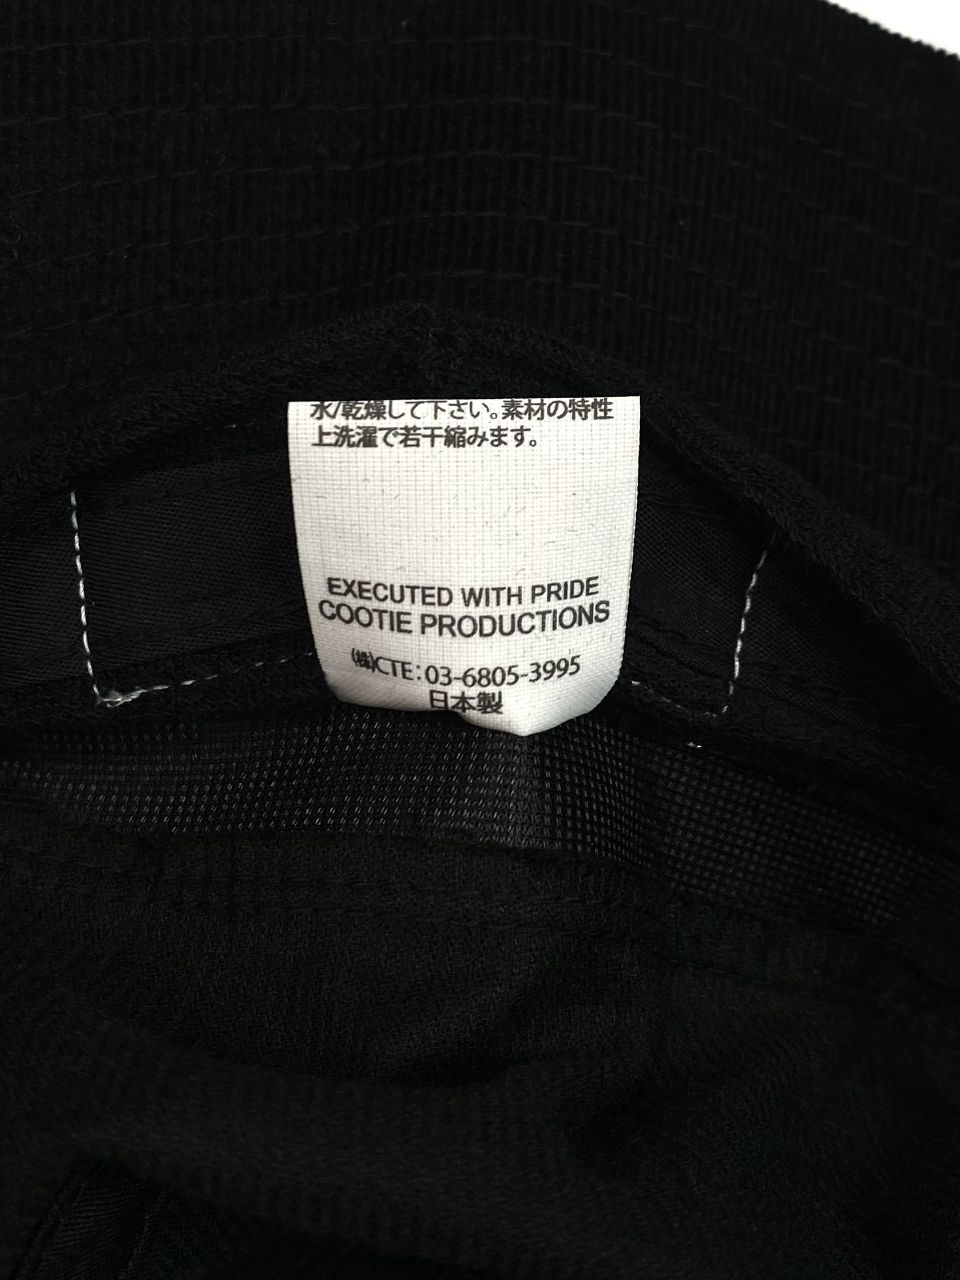 水/乾燥して下さい。素材の特性
上洗濯で若干縮みます。
EXECUTED WITH PRIDE
COOTIE PRODUCTIONS
㈱CTE:03-6805-3995
日本製